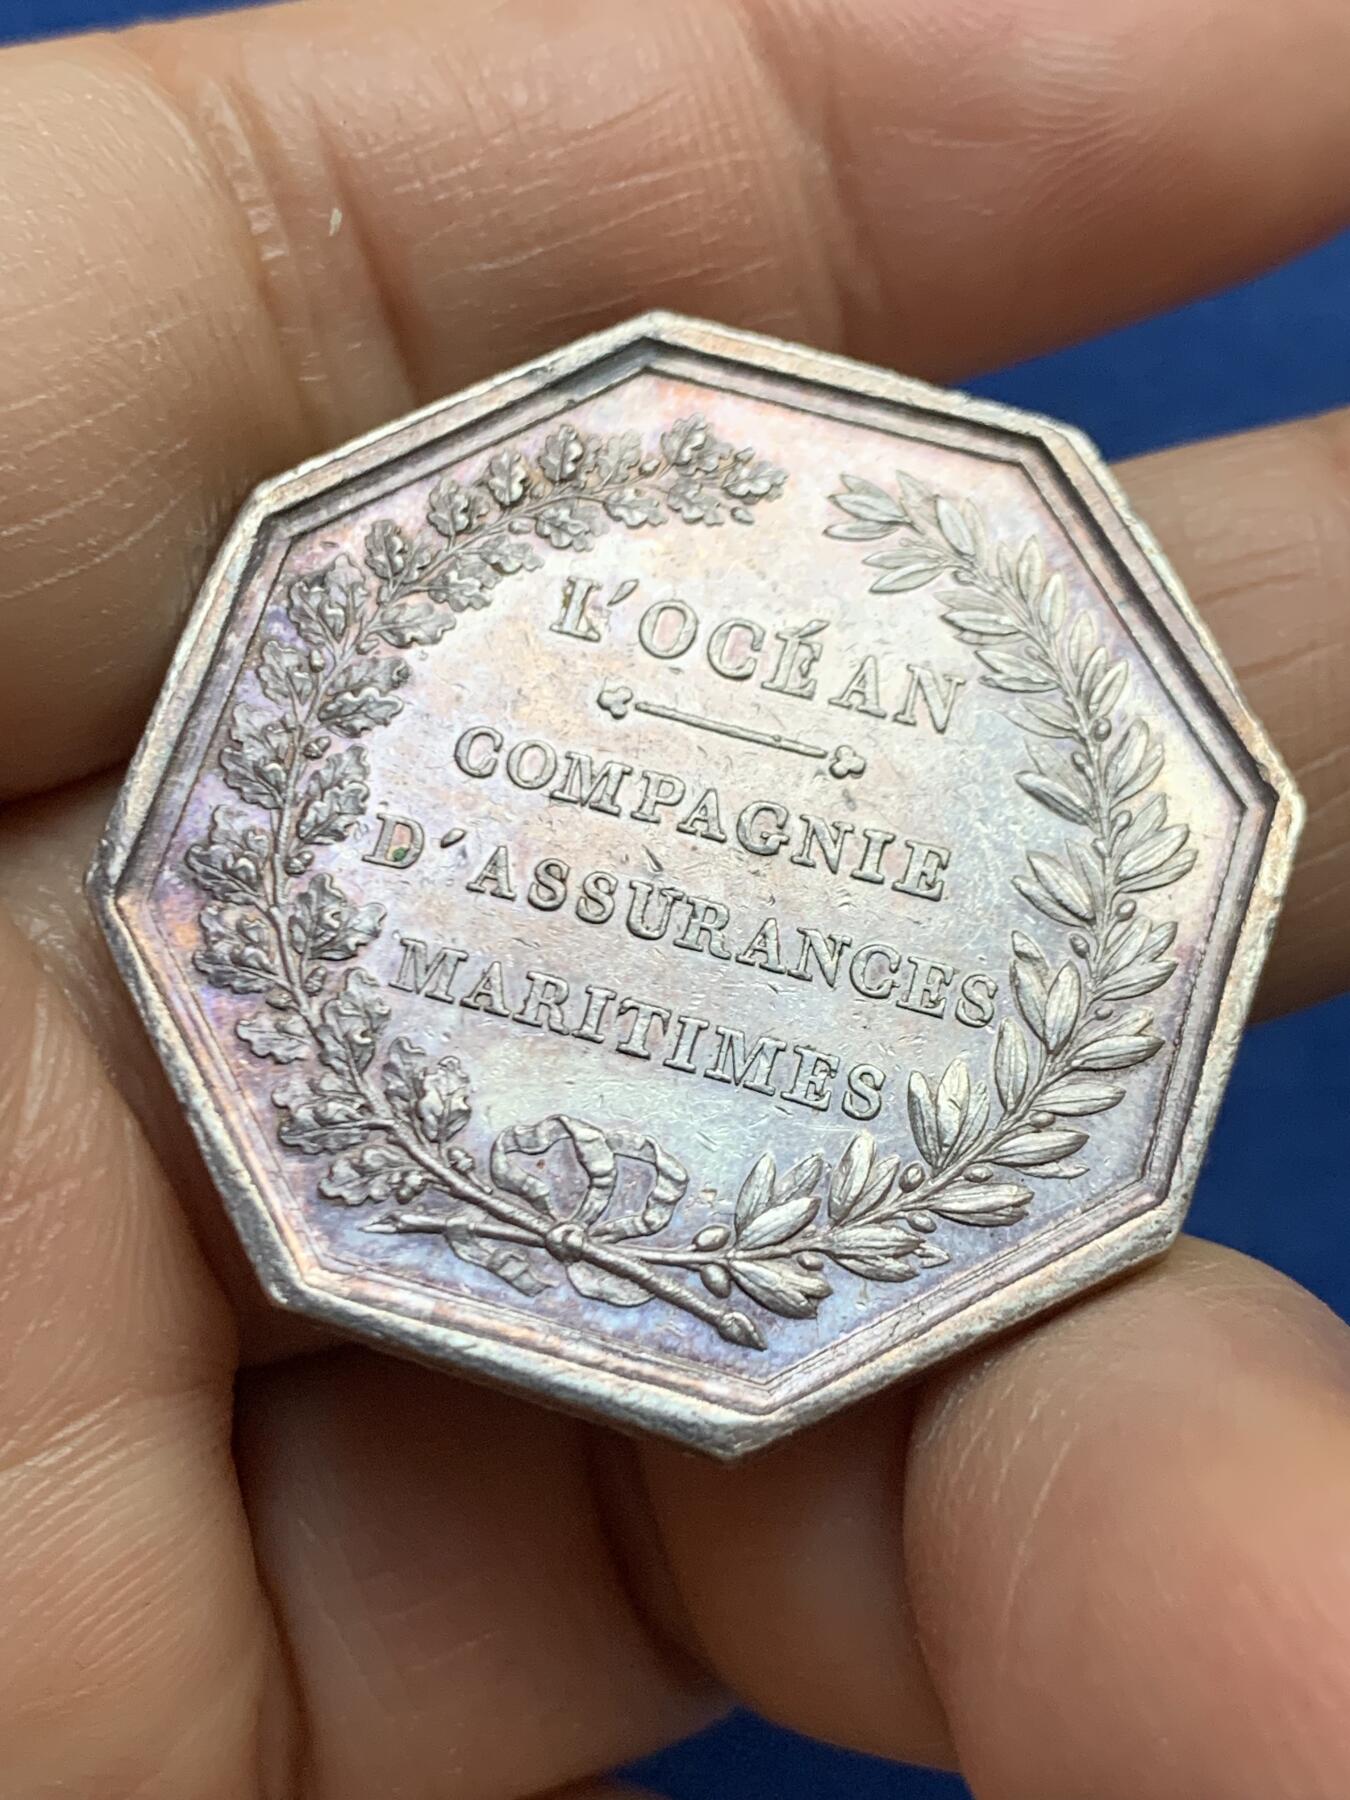 L'OCÉAN
COMPAGNIE
D'ASSURANCES
MARITIMES